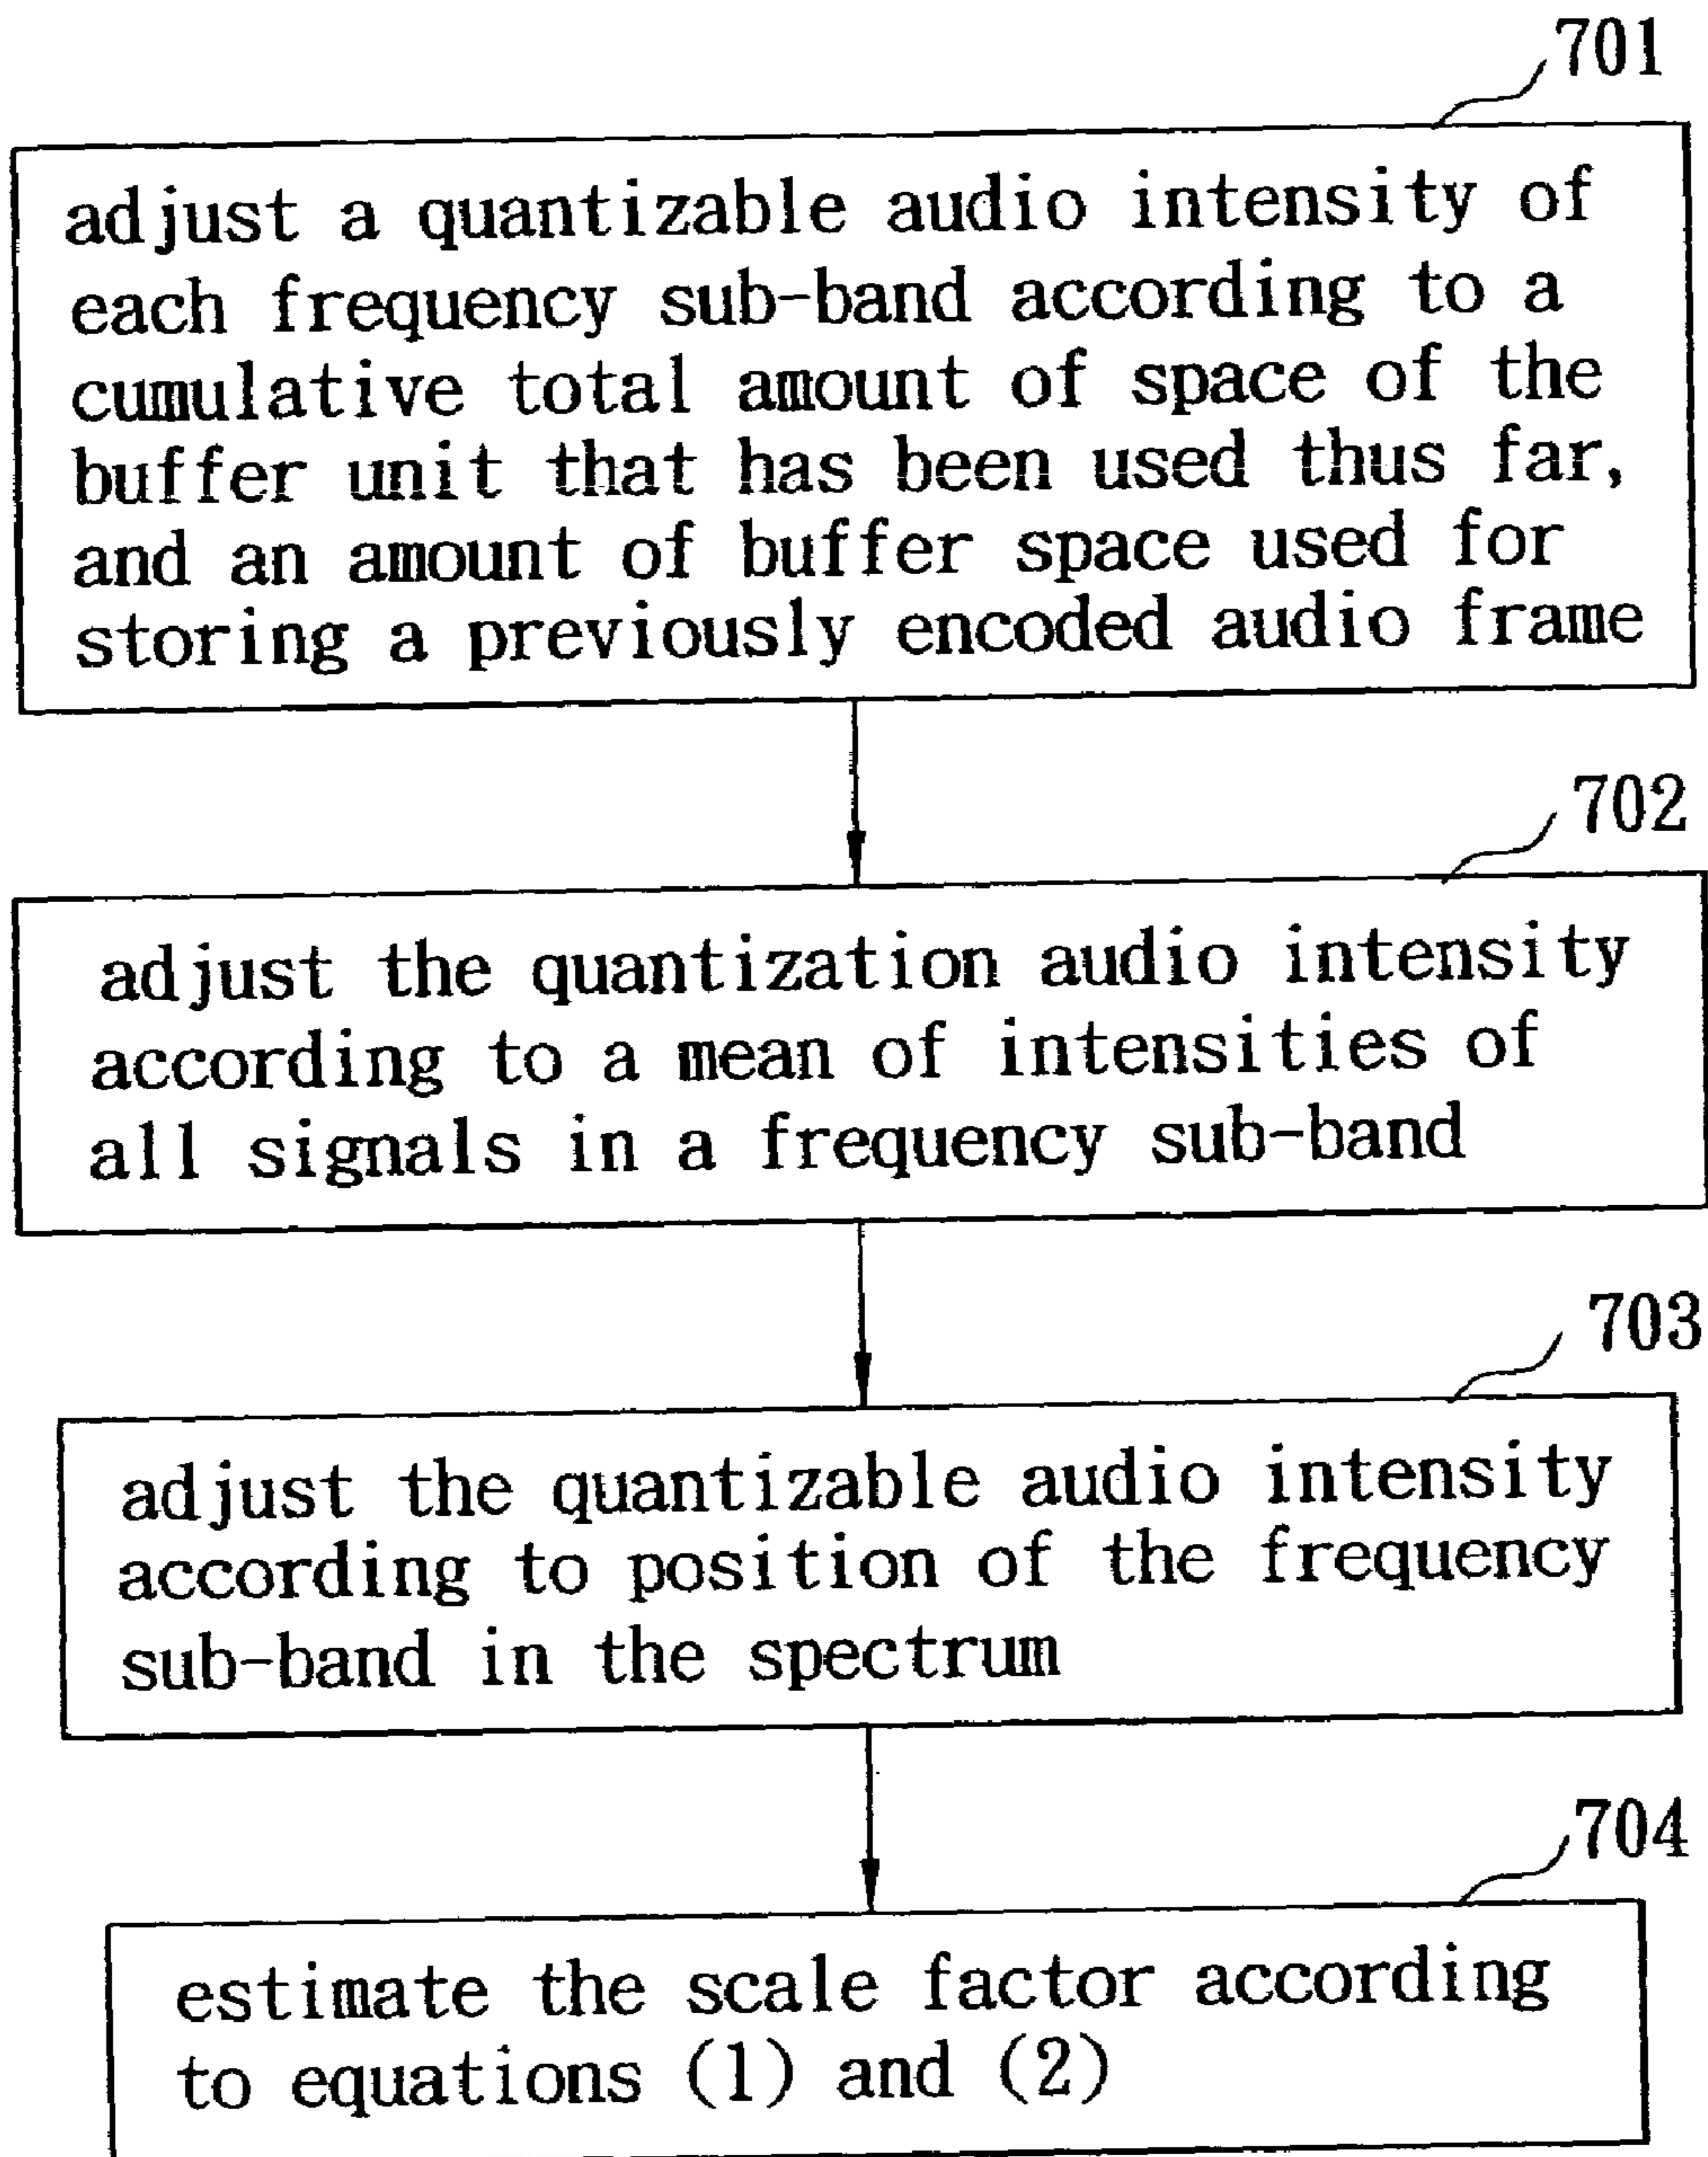 701
adjust a quantizable audio intensity of
each frequency sub-band according to a
cumulative total amount of space of the
buffer unit that has been used thus far,
and an amount of buffer space used for
storing a previously encoded audio frame
702
adjust the quantization audio intensity
according to a mean of intensities of
all signals in a frequency sub-band
703
adjust the quantizable audio intensity
according to position of the frequency
sub-band in the spectrum
704
estimate the scale factor according
to equations (1) and (2)